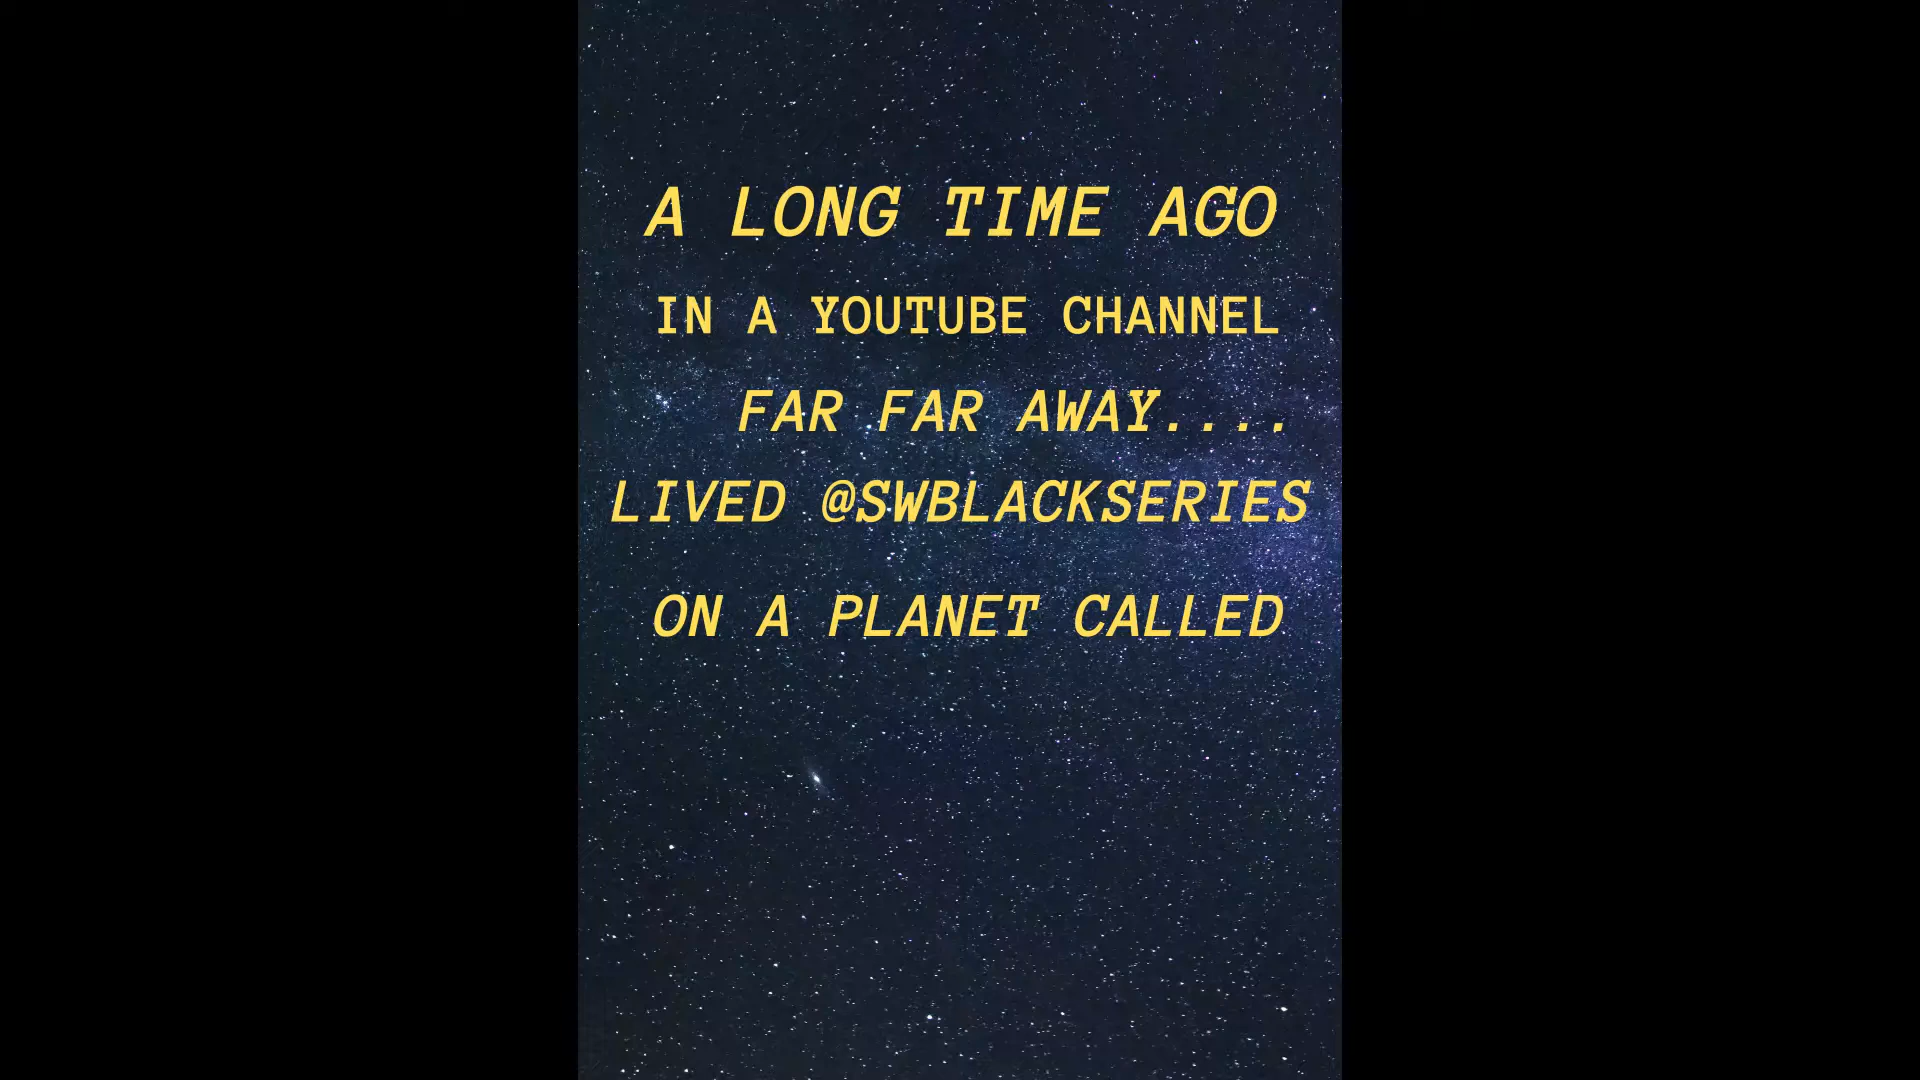 A LONG TIME AGO
IN A YOUTUBE CHANNEL
FAR FAR AWAY....
LIVED @SWBLACKSERIES
ON A PLANET CALLED